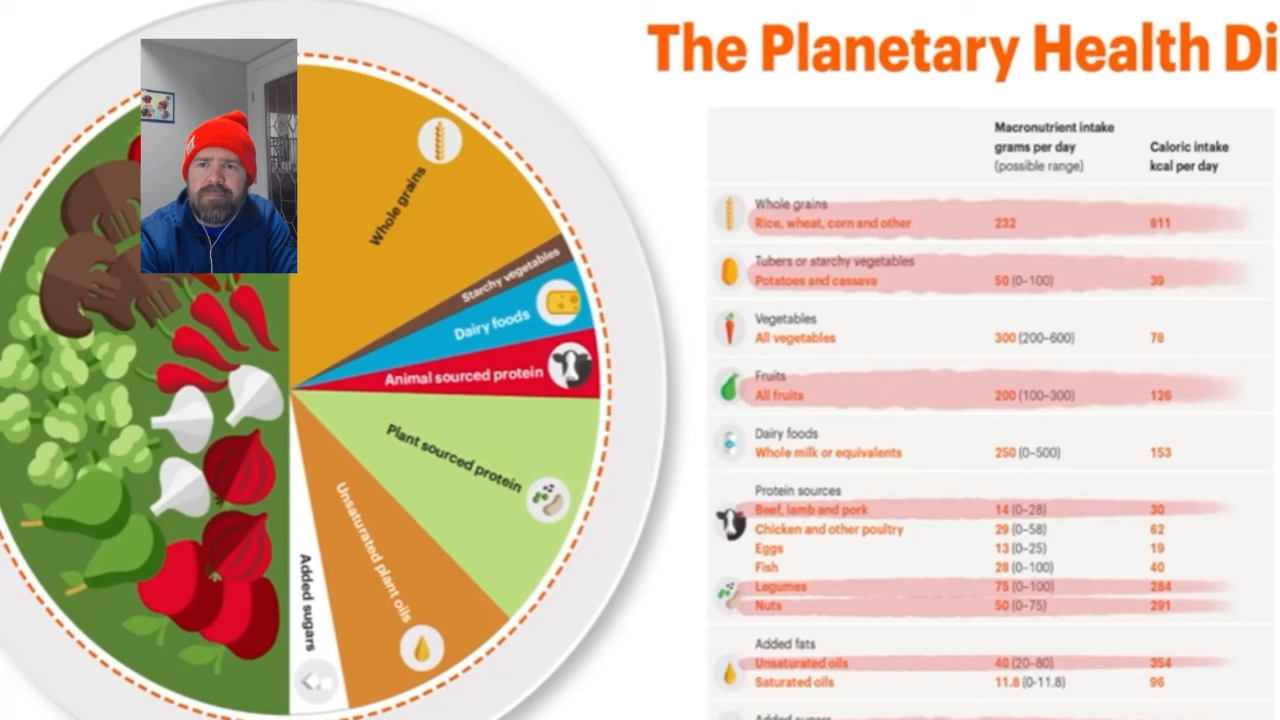 The Planetary Health Di
Whole grains
Starchy vegetables
Dairy foods
Animal sourced protein
Plant sourced protein
Unsaturated plant oils
Added sugars
Macronutrient intake
grams per day
(possible range)
Caloric intake
kcal per day
Whole grains
Rice, wheat, corn and other 232 811
Tubers or starchy vegetables
Potatoes and cassava 50 (0–100) 39
Vegetables
All vegetables 300 (200–600) 78
Fruits
All fruits 200 (100–300) 126
Dairy foods
Whole milk or equivalents 250 (0–500) 153
Protein sources
Beef, lamb and pork 14 (0–28) 30
Chicken and other poultry 29 (0–58) 62
Eggs 13 (0–25) 19
Fish 28 (0–100) 40
Legumes 75 (0–100) 284
Nuts 50 (0–75) 291
Added fats
Unsaturated oils 40 (20–80) 354
Saturated oils 11.8 (0-11.8) 96
Added sugars